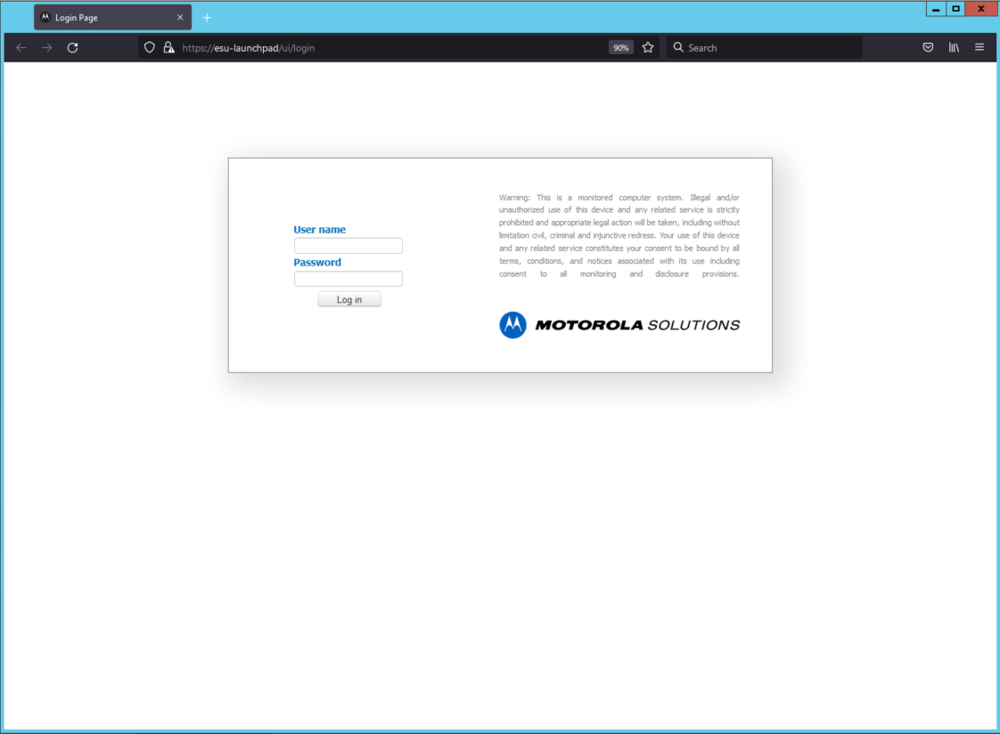 Login Page
https://esu-launchpad/ui/login
90%
Search
Warning: This is a monitored computer system. Illegal and/or
unauthorized use of this device and any related service is strictly
prohibited and appropriate legal action will be taken, including without
limitation civil, criminal and injunctive redress. Your use of this device
and any related service constitutes your consent to be bound by all
terms, conditions, and notices associated with its use including
consent to all monitoring and disclosure provisions.
User name
Password
Log in
MOTOROLA SOLUTIONS